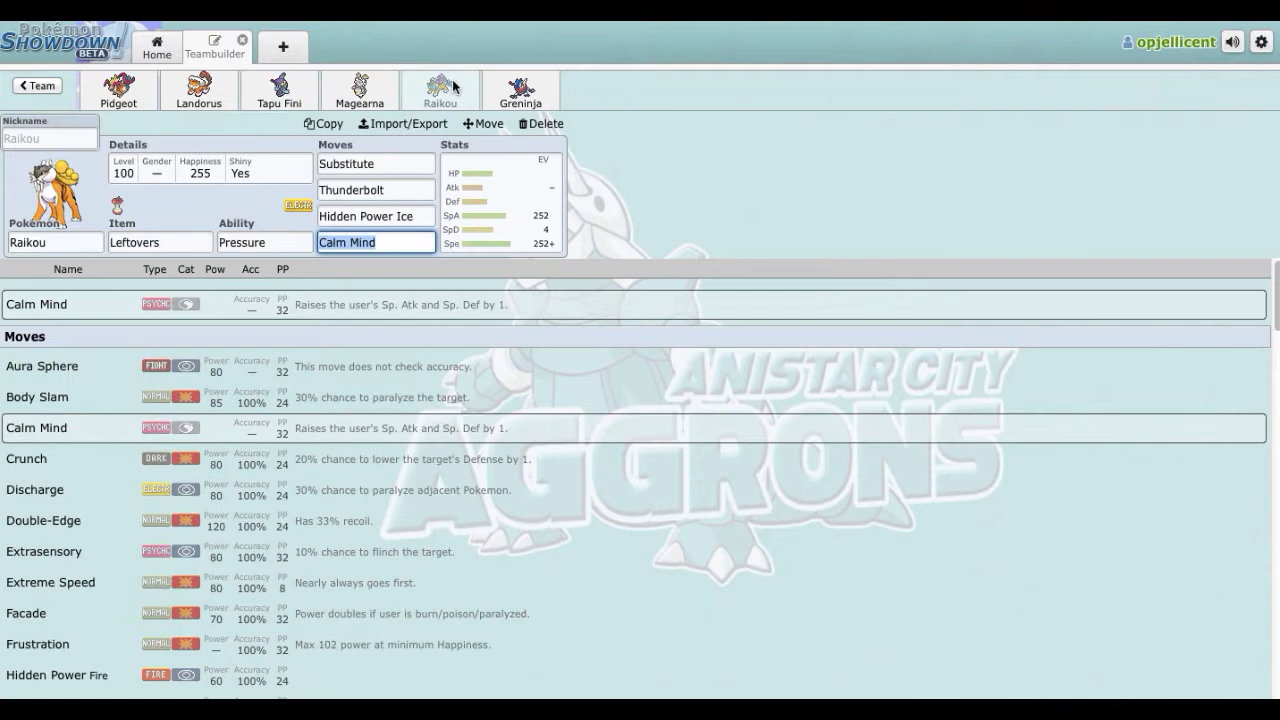 Pokémon
SHOWDOWN
BETA
Home
Teambuilder
opjellicent
Team
Pidgeot
Landorus
Tapu Fini
Magearna
Raikou
Greninja
Nickname
Raikou
Copy
Import/Export
Move
Delete
Details
Moves
Stats
Level
Gender
Happiness
Shiny
100
—
255
Yes
Substitute
Thunderbolt
Hidden Power Ice
Calm Mind
EV
HP
Atk –
Def
SpA 252
SpD 4
Spe 252+
ELECTR
Pokémon
Item
Ability
Raikou
Leftovers
Pressure
Name Type Cat Pow Acc PP
Calm Mind PSYCHC Accuracy — PP 32 Raises the user's Sp. Atk and Sp. Def by 1.
Moves
Aura Sphere FIGHT Power 80 Accuracy — PP 32 This move does not check accuracy.
Body Slam NORMAL Power 85 Accuracy 100% PP 24 30% chance to paralyze the target.
Calm Mind PSYCHC Accuracy — PP 32 Raises the user's Sp. Atk and Sp. Def by 1.
Crunch DARK Power 80 Accuracy 100% PP 24 20% chance to lower the target's Defense by 1.
Discharge ELECTR Power 80 Accuracy 100% PP 24 30% chance to paralyze adjacent Pokemon.
Double-Edge NORMAL Power 120 Accuracy 100% PP 24 Has 33% recoil.
Extrasensory PSYCHC Power 80 Accuracy 100% PP 32 10% chance to flinch the target.
Extreme Speed NORMAL Power 80 Accuracy 100% PP 8 Nearly always goes first.
Facade NORMAL Power 70 Accuracy 100% PP 32 Power doubles if user is burn/poison/paralyzed.
Frustration NORMAL Power — Accuracy 100% PP 32 Max 102 power at minimum Happiness.
Hidden Power Fire FIRE Power 60 Accuracy 100% PP 24
ANISTAR CITY
AGGRONS